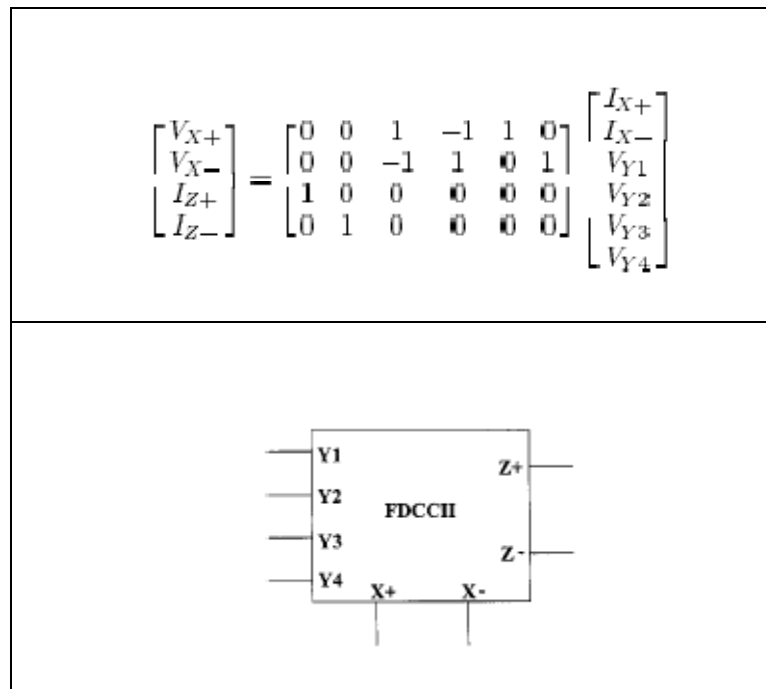 [V_{X+} V_{X-} I_{Z+} I_{Z-}] = [0 0 1 −1 1 0; 0 0 −1 1 0 1; 1 0 0 0 0 0; 0 1 0 0 0 0] [I_{X+} I_{X-} V_{Y1} V_{Y2} V_{Y3} V_{Y4}]
Y1
Z+
Y2
FDCCII
Y3
Z-
Y4
X+ X-